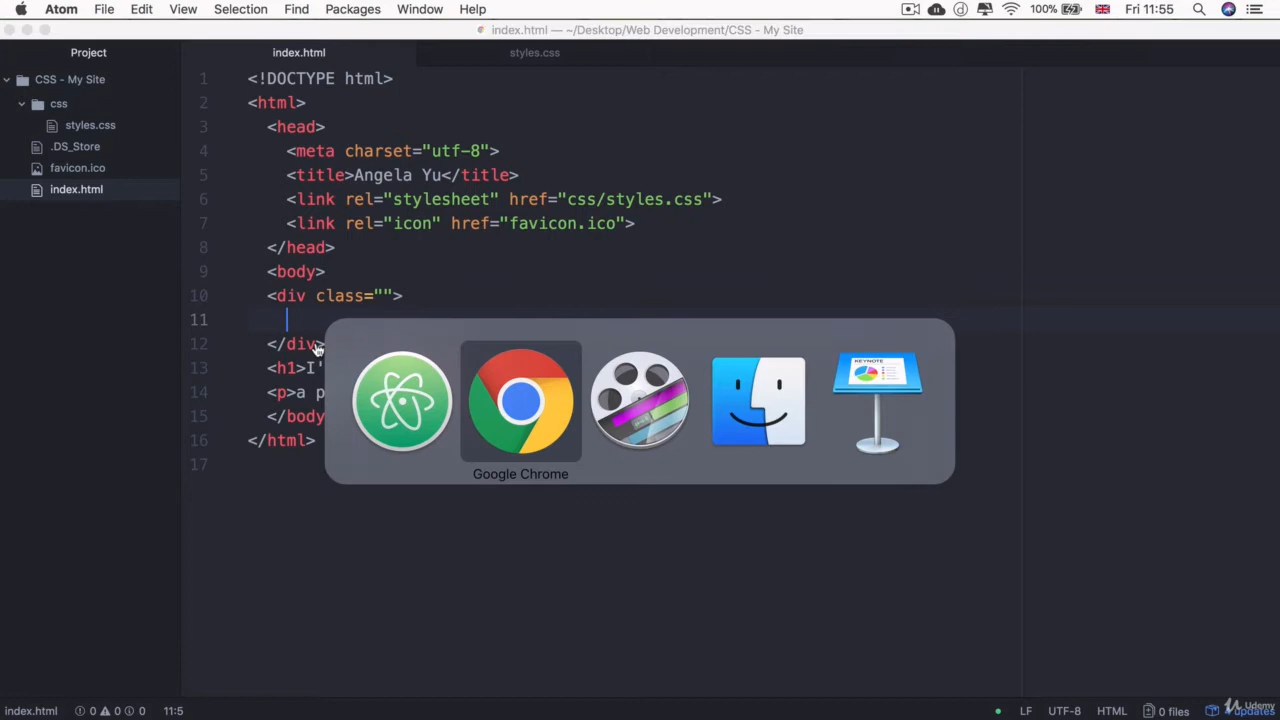 Atom File Edit View Selection Find Packages Window Help 100% Fri 11:55
index.html — ~/Desktop/Web Development/CSS - My Site
Project index.html styles.css
CSS - My Site
css
styles.css
.DS_Store
favicon.ico
index.html
1 <!DOCTYPE html>
2 <html>
3 <head>
4 <meta charset="utf-8">
5 <title>Angela Yu</title>
6 <link rel="stylesheet" href="css/styles.css">
7 <link rel="icon" href="favicon.ico">
8 </head>
9 <body>
10 <div class="">
11
12 </div>
13 <h1>I'
14 <p>a p
15 </body
16 </html>
17
KEYNOTE
Google Chrome
index.html 0 0 0 11:5 LF UTF-8 HTML 0 files updates
Udemy